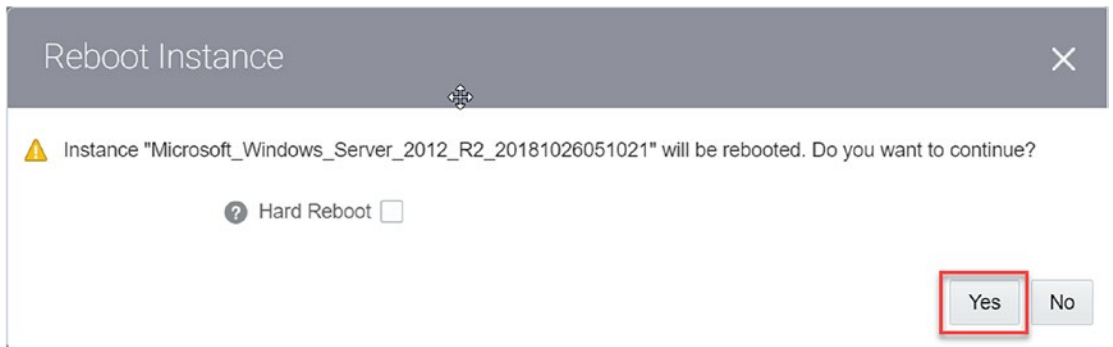 Reboot Instance
Instance "Microsoft_Windows_Server_2012_R2_20181026051021" will be rebooted. Do you want to continue?
Hard Reboot
Yes No